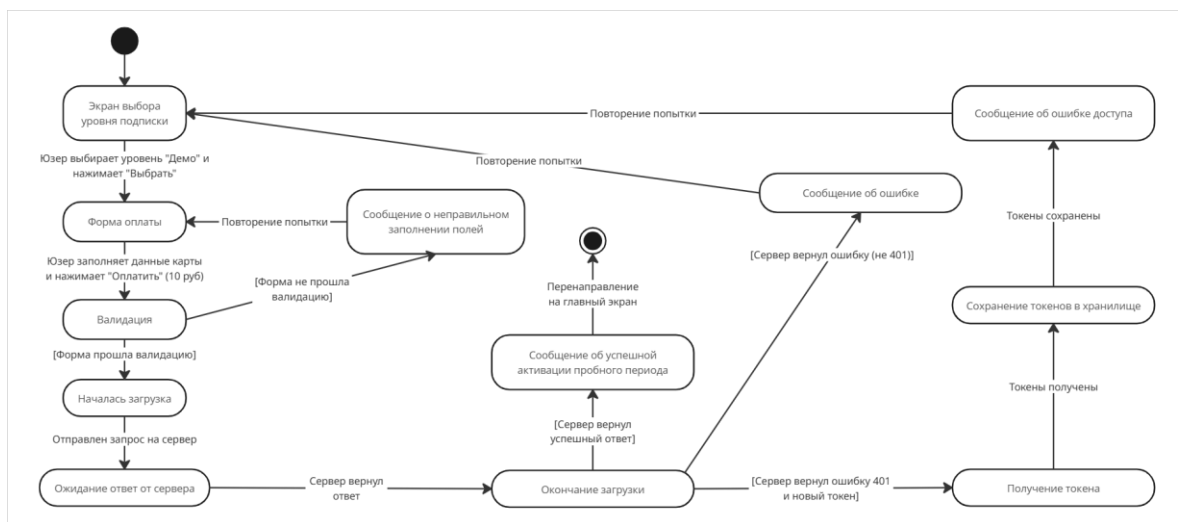 Экран выбора
уровня подписки
Сообщение об ошибке доступа
Повторение попытки
Юзер выбирает уровень "Демо" и
нажимает "Выбрать"
Повторение попытки
Сообщение об ошибке
Форма оплаты
Повторение попытки
Сообщение о неправильном
заполнении полей
Токены сохранены
Юзер заполняет данные карты
и нажимает "Оплатить" (10 руб)
[Форма не прошла
валидацию]
[Сервер вернул ошибку (не 401)]
Перенаправление
на главный экран
Валидация
Сохранение токенов в хранилище
[Форма прошла валидацию]
Сообщение об успешной
активации пробного периода
Токены получены
Началась загрузка
Отправлен запрос на сервер
[Сервер вернул
успешный ответ]
Ожидание ответ от сервера
Сервер вернул
ответ
Окончание загрузки
[Сервер вернул ошибку 401
и новый токен]
Получение токена